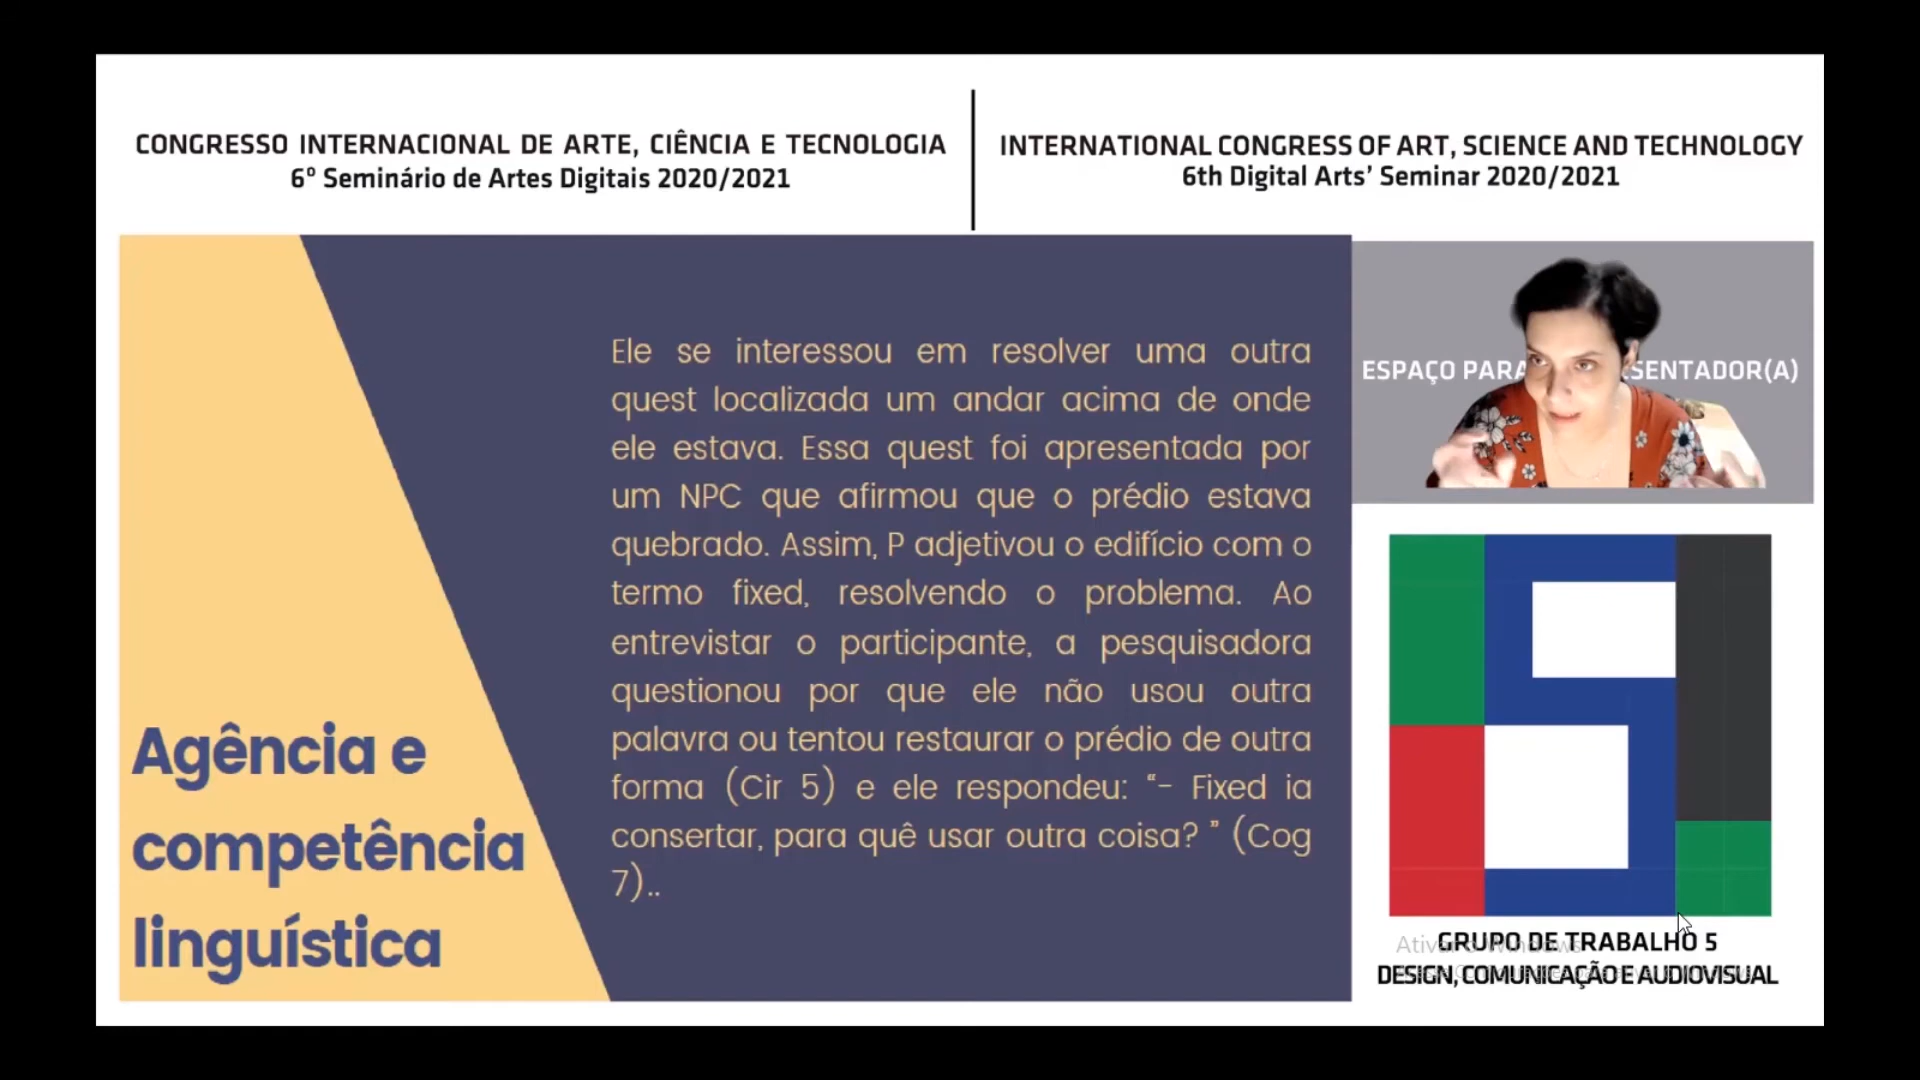 CONGRESSO INTERNACIONAL DE ARTE, CIÊNCIA E TECNOLOGIA
6º Seminário de Artes Digitais 2020/2021
INTERNATIONAL CONGRESS OF ART, SCIENCE AND TECHNOLOGY
6th Digital Arts’ Seminar 2020/2021
Agência e
competência
linguística
Ele se interessou em resolver uma outra
quest localizada um andar acima de onde
ele estava. Essa quest foi apresentada por
um NPC que afirmou que o prédio estava
quebrado. Assim, P adjetivou o edifício com o
termo fixed, resolvendo o problema. Ao
entrevistar o participante, a pesquisadora
questionou por que ele não usou outra
palavra ou tentou restaurar o prédio de outra
forma (Cir 5) e ele respondeu: “- Fixed ia
consertar, para quê usar outra coisa? ” (Cog
7)..
ESPAÇO PARA SENTADOR(A)
GRUPO DE TRABALHO 5
DESIGN, COMUNICAÇÃO E AUDIOVISUAL
Ativar o Windows